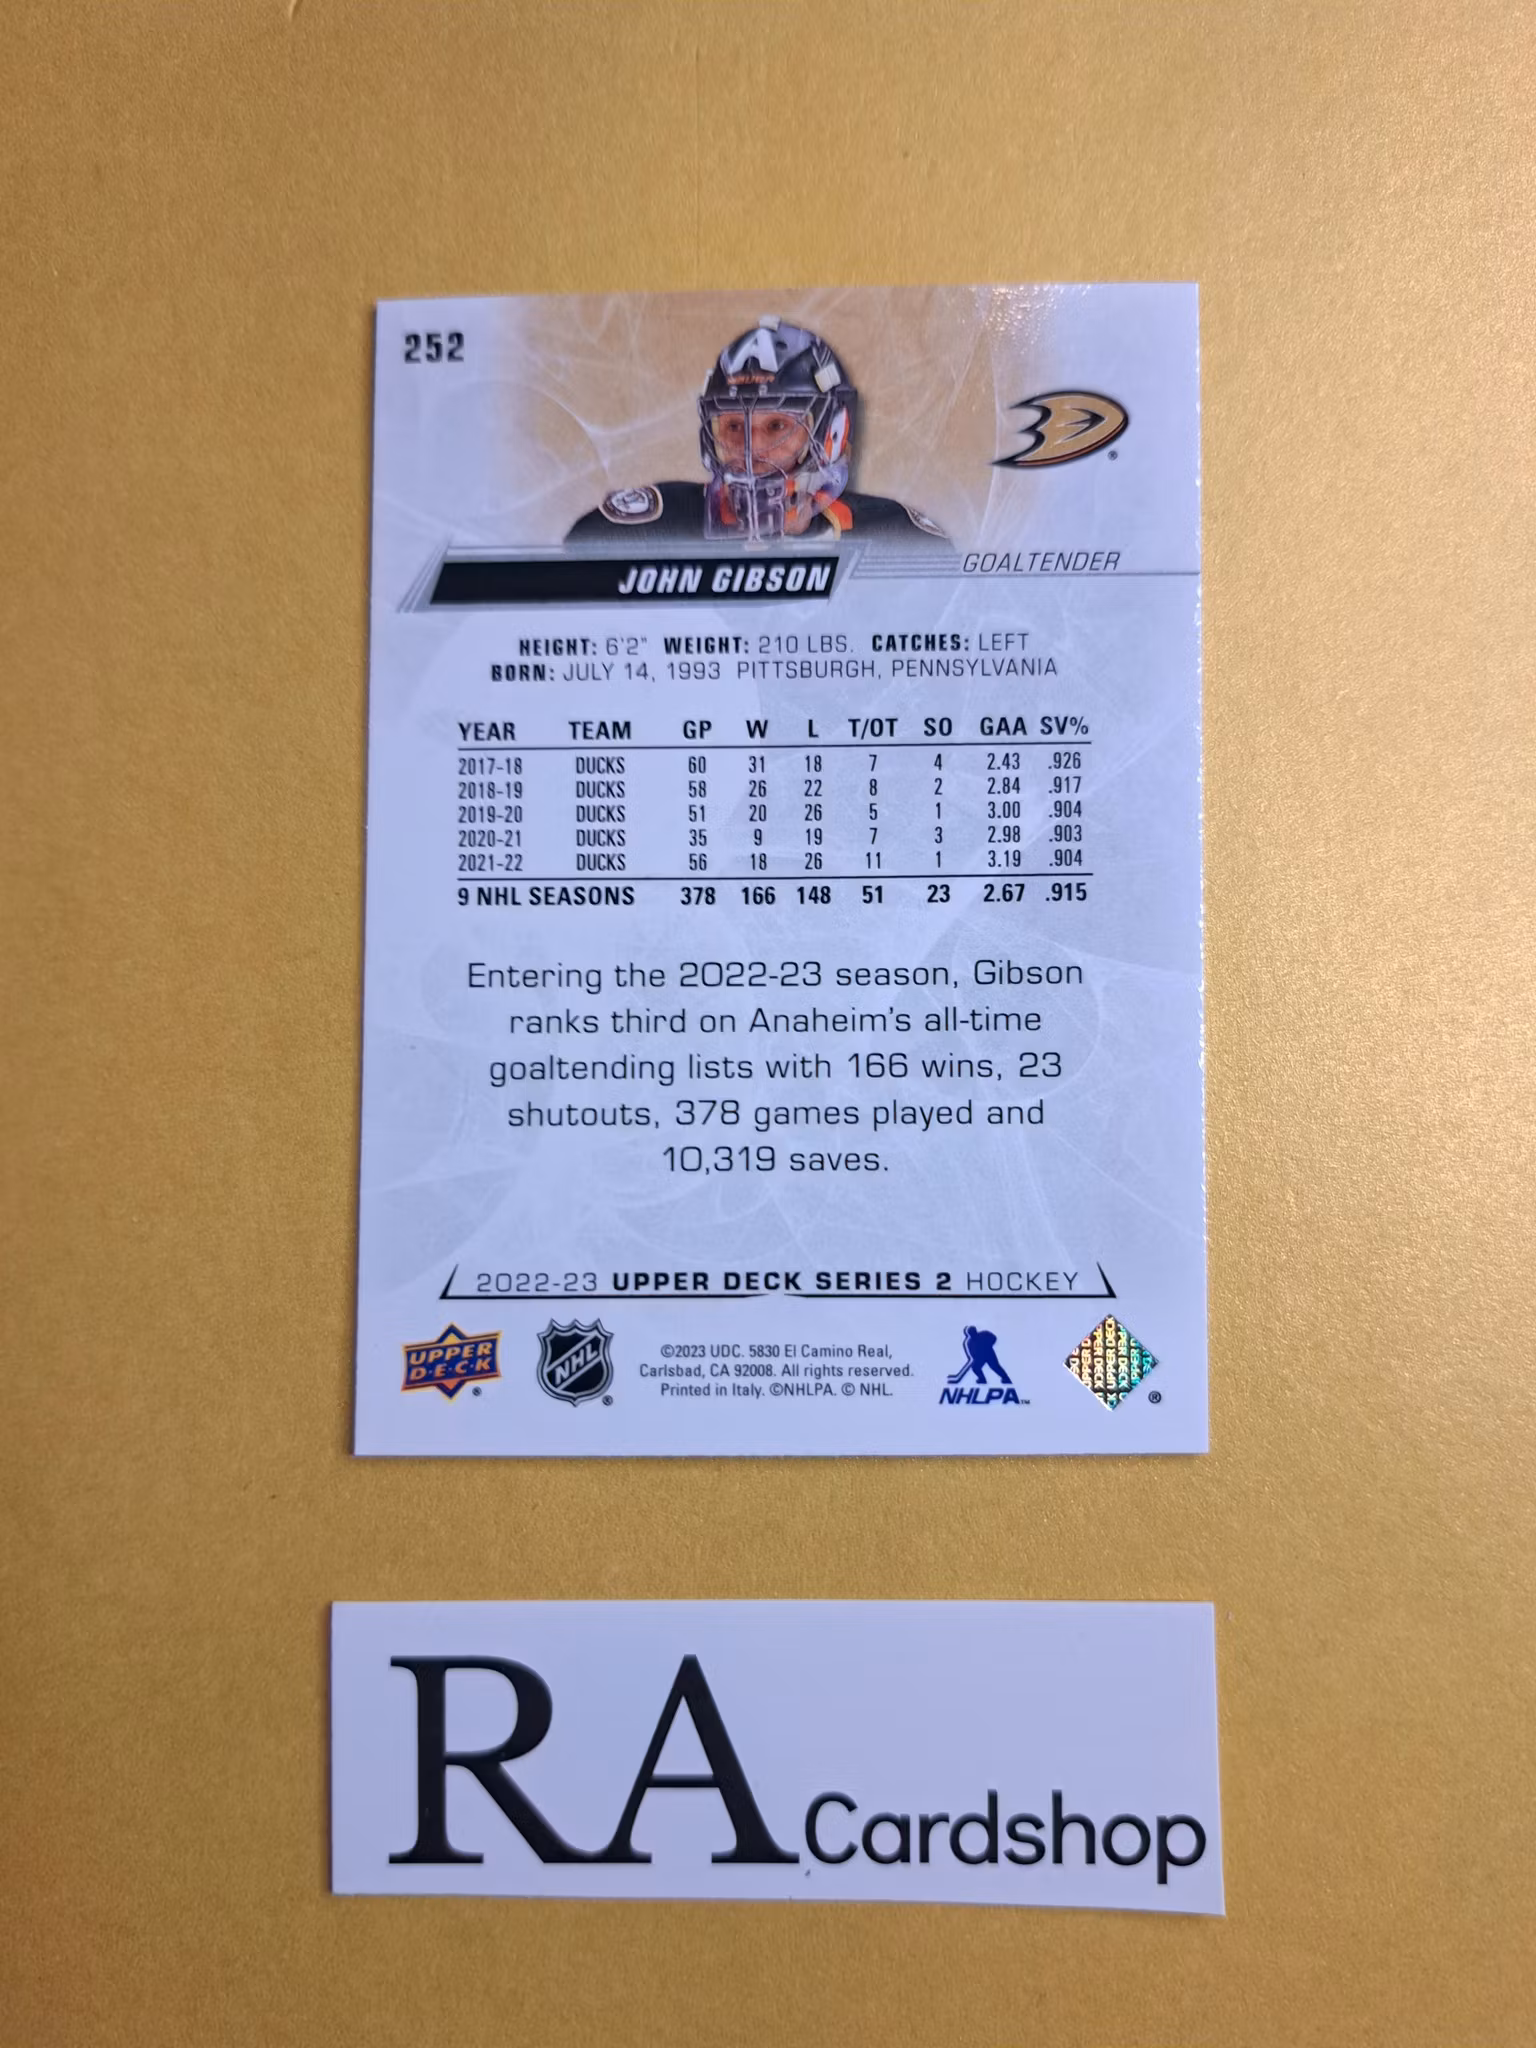 252
JOHN GIBSON
GOALTENDER
HEIGHT: 6'2" WEIGHT: 210 LBS. CATCHES: LEFT
BORN: JULY 14, 1993 PITTSBURGH, PENNSYLVANIA
YEAR TEAM GP W L T/OT SO GAA SV%
2017-18 DUCKS 60 31 18 7 4 2.43 .926
2018-19 DUCKS 58 26 22 8 2 2.84 .917
2019-20 DUCKS 51 20 26 5 1 3.00 .904
2020-21 DUCKS 35 9 19 7 3 2.98 .903
2021-22 DUCKS 56 18 26 11 1 3.19 .904
9 NHL SEASONS 378 166 148 51 23 2.67 .915
Entering the 2022-23 season, Gibson
ranks third on Anaheim's all-time
goaltending lists with 166 wins, 23
shutouts, 378 games played and
10,319 saves.
2022-23 UPPER DECK SERIES 2 HOCKEY
UPPER
D·E·C·K
®
NHL
®
©2023 UDC. 5830 El Camino Real,
Carlsbad, CA 92008. All rights reserved.
Printed in Italy. ©NHLPA. © NHL.
NHLPA™
UPPER DECK
®
RA Cardshop